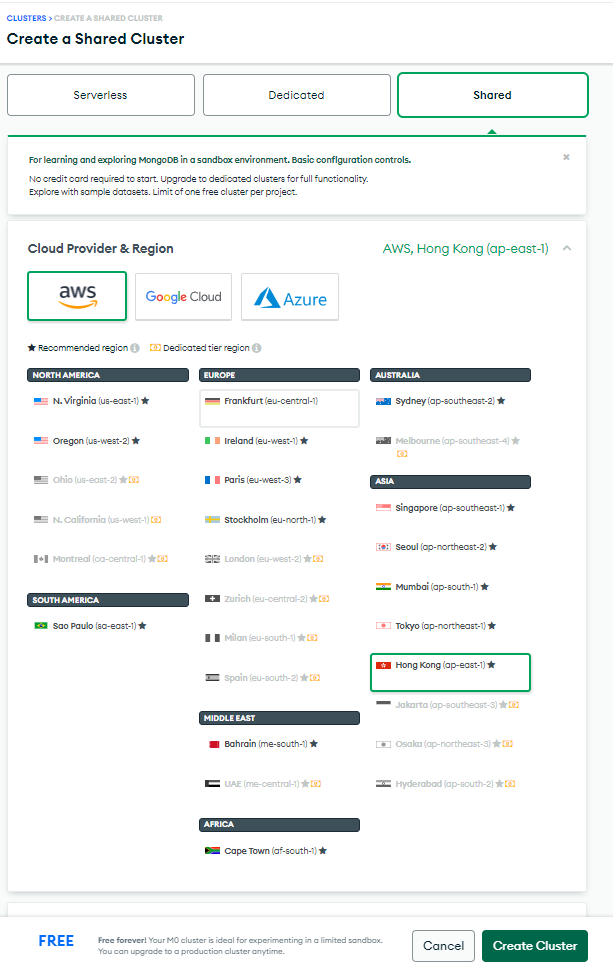 CLUSTERS > CREATE A SHARED CLUSTER
Create a Shared Cluster
Serverless
Dedicated
Shared
For learning and exploring MongoDB in a sandbox environment. Basic configuration controls.
No credit card required to start. Upgrade to dedicated clusters for full functionality.
Explore with sample datasets. Limit of one free cluster per project.
Cloud Provider & Region
AWS, Hong Kong (ap-east-1)
aws
Google Cloud
Azure
★ Recommended region
Dedicated tier region
NORTH AMERICA
N. Virginia (us-east-1) ★
Oregon (us-west-2) ★
Ohio (us-east-2) ★
N. California (us-west-1)
Montreal (ca-central-1) ★
SOUTH AMERICA
Sao Paulo (sa-east-1) ★
EUROPE
Frankfurt (eu-central-1)
Ireland (eu-west-1) ★
Paris (eu-west-3) ★
Stockholm (eu-north-1) ★
London (eu-west-2) ★
Zurich (eu-central-2) ★
Milan (eu-south-1) ★
Spain (eu-south-2) ★
MIDDLE EAST
Bahrain (me-south-1) ★
UAE (me-central-1) ★
AFRICA
Cape Town (af-south-1) ★
AUSTRALIA
Sydney (ap-southeast-2) ★
Melbourne (ap-southeast-4) ★
ASIA
Singapore (ap-southeast-1) ★
Seoul (ap-northeast-2) ★
Mumbai (ap-south-1) ★
Tokyo (ap-northeast-1) ★
Hong Kong (ap-east-1) ★
Jakarta (ap-southeast-3) ★
Osaka (ap-northeast-3) ★
Hyderabad (ap-south-2) ★
FREE
Free forever! Your M0 cluster is ideal for experimenting in a limited sandbox.
You can upgrade to a production cluster anytime.
Cancel
Create Cluster